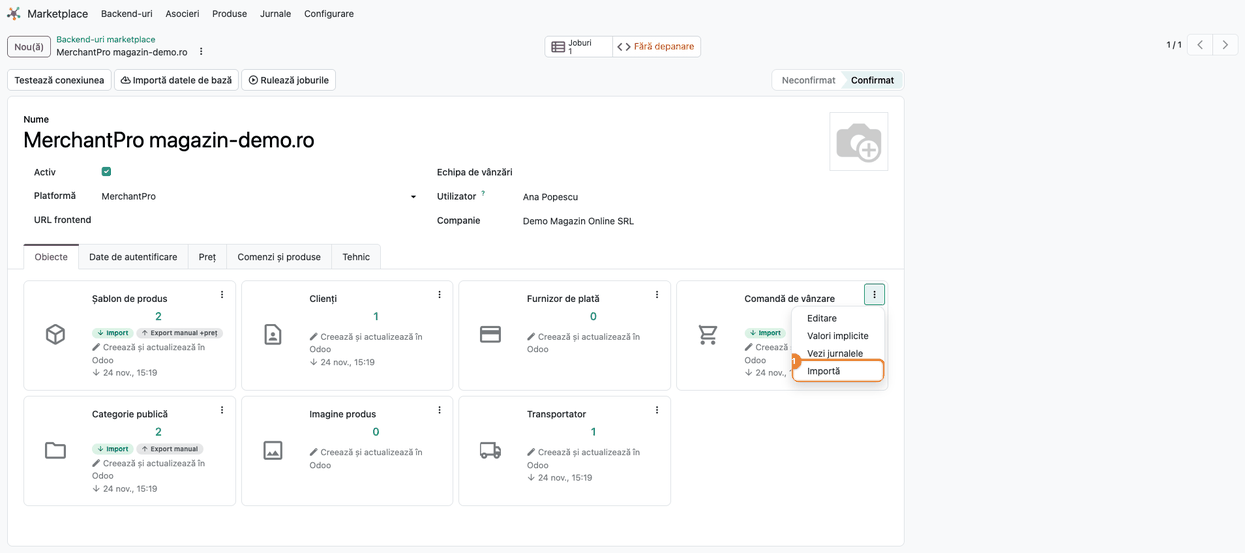 Marketplace Backend-uri Asocieri Produse Jurnale Configurare
Nou(ă)
Backend-uri marketplace
MerchantPro magazin-demo.ro
Joburi
1
Fără depanare
1 / 1
Testează conexiunea Importă datele de bază Rulează joburile
Neconfirmat Confirmat
Nume
MerchantPro magazin-demo.ro
Activ
Echipa de vânzări
Platformă MerchantPro
Utilizator ? Ana Popescu
URL frontend
Companie Demo Magazin Online SRL
Obiecte Date de autentificare Preț Comenzi și produse Tehnic
Șablon de produs
2
Import Export manual +preț
Creează și actualizează în
Odoo
24 nov., 15:19
Clienți
1
Creează și actualizează în
Odoo
24 nov., 15:19
Furnizor de plată
0
Creează și actualizează în
Odoo
Comandă de vânzare
Import
Creează
Odoo
24 nov.,
Editare
Valori implicite
Vezi jurnalele
1
Importă
Categorie publică
2
Import Export manual
Creează și actualizează în
Odoo
24 nov., 15:19
Imagine produs
0
Creează și actualizează în
Odoo
Transportator
1
Creează și actualizează în
Odoo
24 nov., 15:19